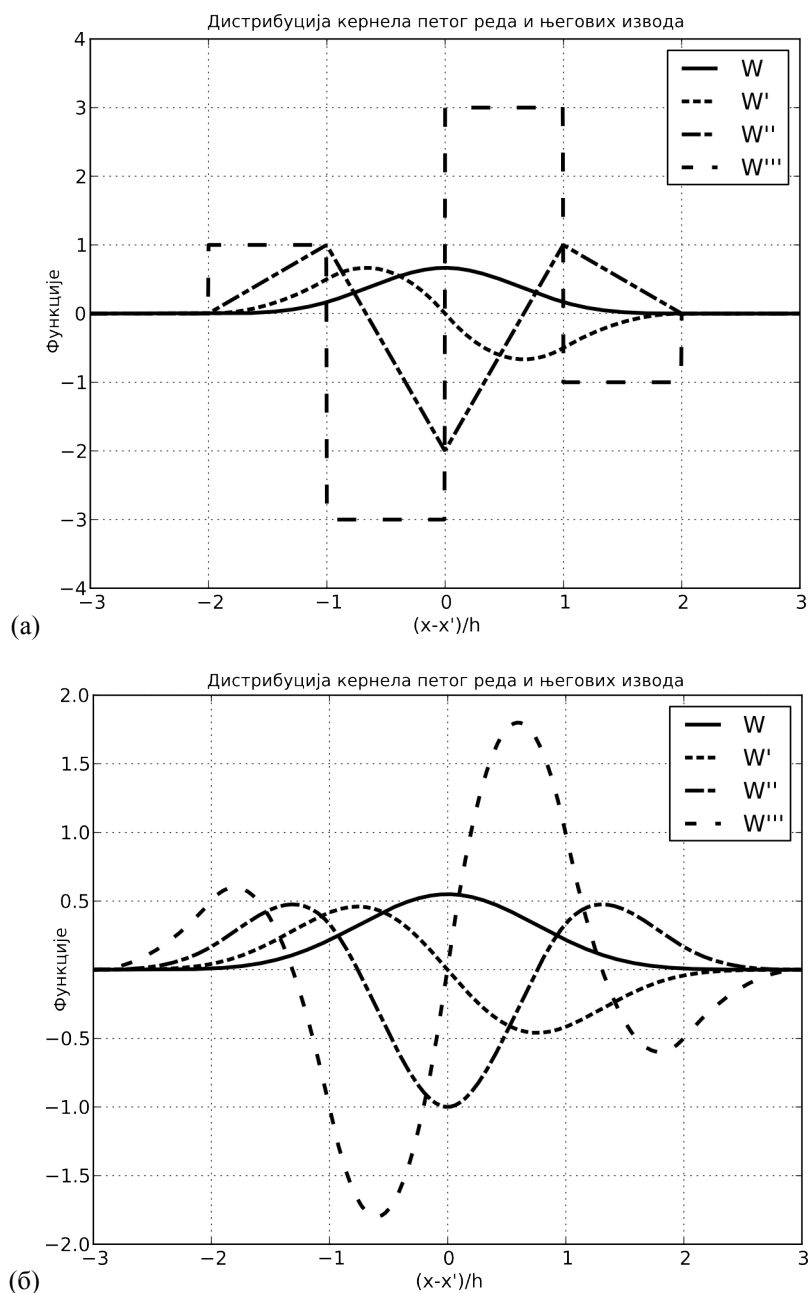 Дистрибуција кернела петог реда и његових извода
4
W
W'
3
W''
W'''
2
1
0
−1
−2
−3
−4
Функције
−3 −2 −1 0 1 2 3
(а)
(x-x')/h
Дистрибуција кернела петог реда и његових извода
2.0
W
W'
1.5
W''
W'''
1.0
0.5
0.0
−0.5
−1.0
−1.5
−2.0
Функције
−3 −2 −1 0 1 2 3
(б)
(x-x')/h